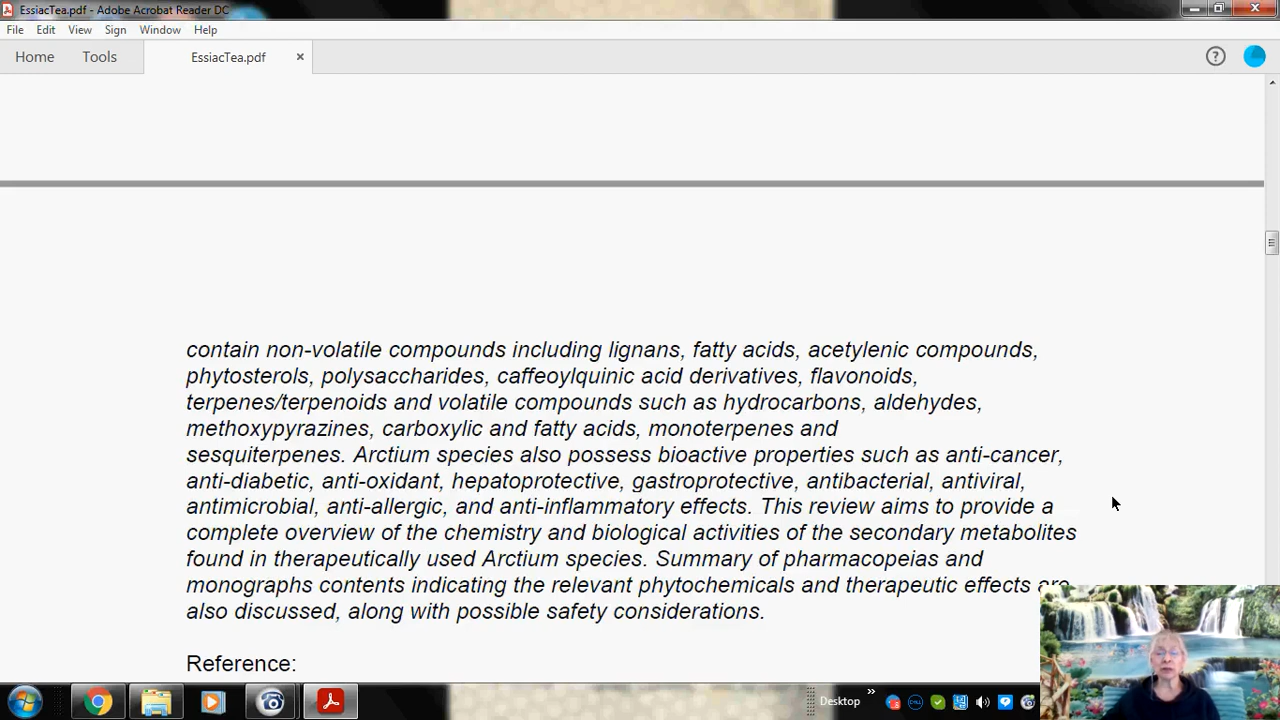 EssiacTea.pdf - Adobe Acrobat Reader DC
File Edit View Sign Window Help
Home Tools EssiacTea.pdf ×
contain non-volatile compounds including lignans, fatty acids, acetylenic compounds,
phytosterols, polysaccharides, caffeoylquinic acid derivatives, flavonoids,
terpenes/terpenoids and volatile compounds such as hydrocarbons, aldehydes,
methoxypyrazines, carboxylic and fatty acids, monoterpenes and
sesquiterpenes. Arctium species also possess bioactive properties such as anti-cancer,
anti-diabetic, anti-oxidant, hepatoprotective, gastroprotective, antibacterial, antiviral,
antimicrobial, anti-allergic, and anti-inflammatory effects. This review aims to provide a
complete overview of the chemistry and biological activities of the secondary metabolites
found in therapeutically used Arctium species. Summary of pharmacopeias and
monographs contents indicating the relevant phytochemicals and therapeutic effects are
also discussed, along with possible safety considerations.
Reference:
Desktop »